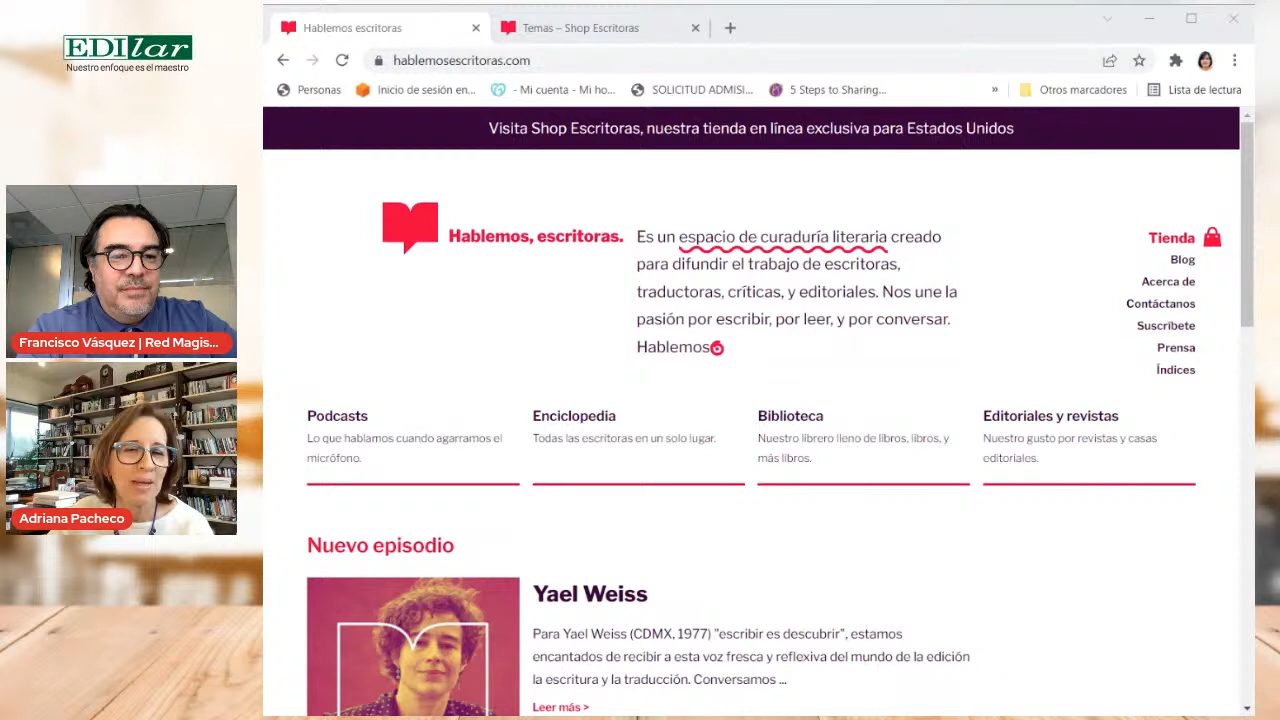 EDILar
Nuestro enfoque es el maestro
Francisco Vásquez | Red Magis...
Adriana Pacheco
Hablemos escritoras
Temas – Shop Escritoras
hablemosescritoras.com
Personas
Inicio de sesión en...
- Mi cuenta - Mi ho...
SOLICITUD ADMISI...
5 Steps to Sharing...
»
Otros marcadores
Lista de lectura
Visita Shop Escritoras, nuestra tienda en línea exclusiva para Estados Unidos
Hablemos, escritoras.
Es un espacio de curaduría literaria creado
para difundir el trabajo de escritoras,
traductoras, críticas, y editoriales. Nos une la
pasión por escribir, por leer, y por conversar.
Hablemos
Tienda
Blog
Acerca de
Contáctanos
Suscríbete
Prensa
Índices
Podcasts
Lo que hablamos cuando agarramos el
micrófono.
Enciclopedia
Todas las escritoras en un solo lugar.
Biblioteca
Nuestro librero lleno de libros, libros, y
más libros.
Editoriales y revistas
Nuestro gusto por revistas y casas
editoriales.
Nuevo episodio
Yael Weiss
Para Yael Weiss (CDMX, 1977) "escribir es descubrir", estamos
encantados de recibir a esta voz fresca y reflexiva del mundo de la edición
la escritura y la traducción. Conversamos ...
Leer más >